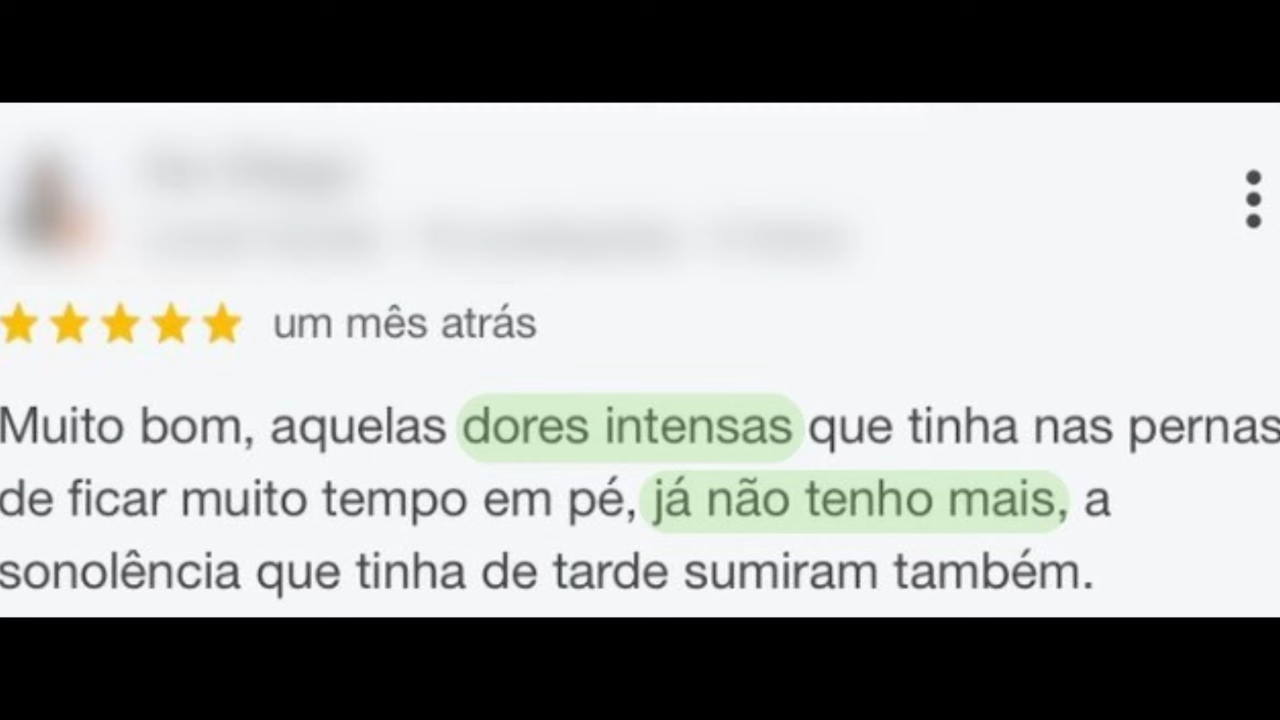 um mês atrás
Muito bom, aquelas dores intensas que tinha nas pernas
de ficar muito tempo em pé, já não tenho mais, a
sonolência que tinha de tarde sumiram também.